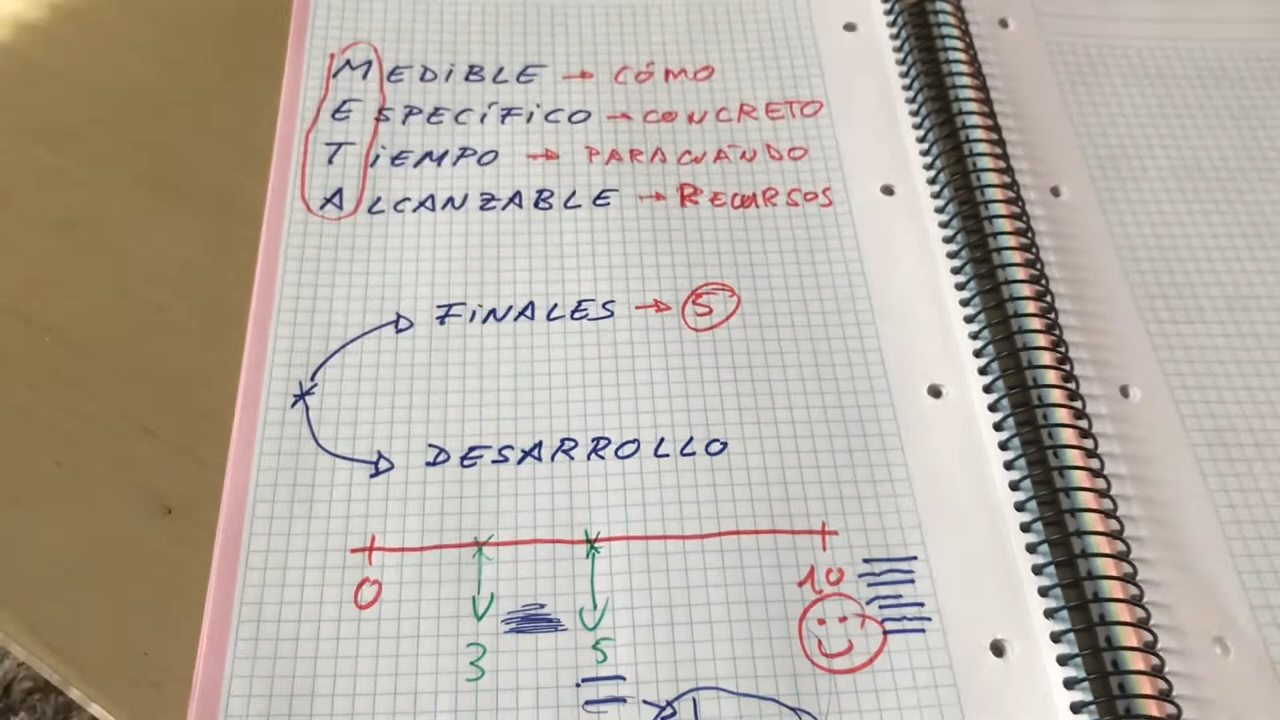 MEDIBLE → CÓMO
ESPECÍFICO → CONCRETO
TIEMPO → PARA CUÁNDO
ALCANZABLE → RECURSOS
FINALES → 5
DESARROLLO
0 10
3 5